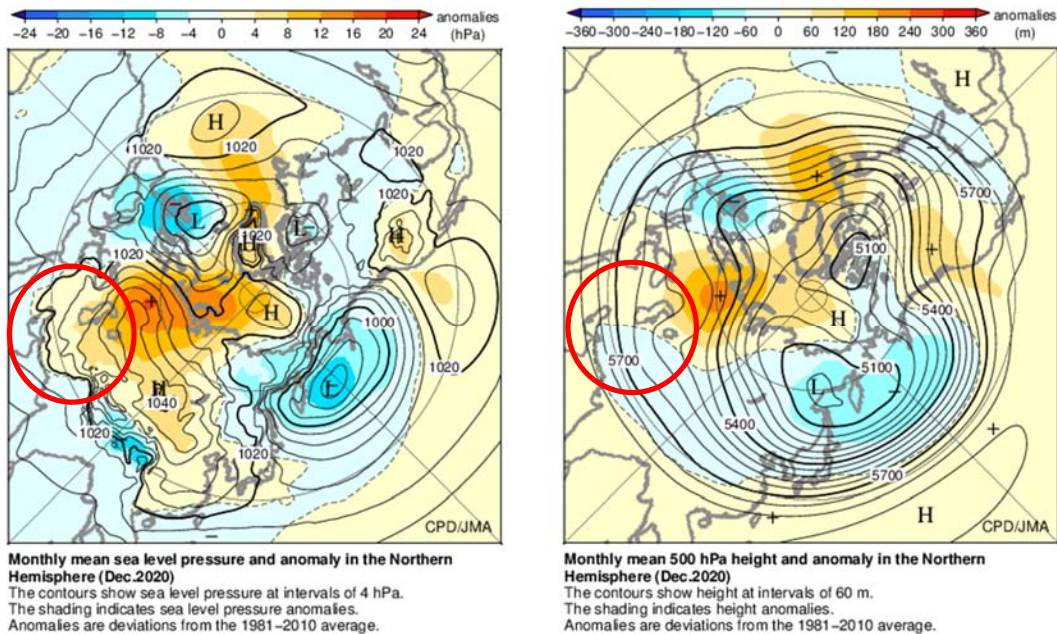 −24 −20 −16 −12 −8 −4 0 4 8 12 16 20 24 anomalies
(hPa)
H
1020
1020
1020
1020
L
L
1020
H
H
1020
H
1000
1020
L
H
1040
1020
1020
CPD/JMA
Monthly mean sea level pressure and anomaly in the Northern
Hemisphere (Dec.2020)
The contours show sea level pressure at intervals of 4 hPa.
The shading indicates sea level pressure anomalies.
Anomalies are deviations from the 1981−2010 average.
−360−300−240−180−120 −60 0 60 120 180 240 300 360 anomalies
(m)
H
5700
5100
5400
H
5700
L
5100
5400
5700
H
CPD/JMA
Monthly mean 500 hPa height and anomaly in the Northern
Hemisphere (Dec.2020)
The contours show height at intervals of 60 m.
The shading indicates height anomalies.
Anomalies are deviations from the 1981−2010 average.